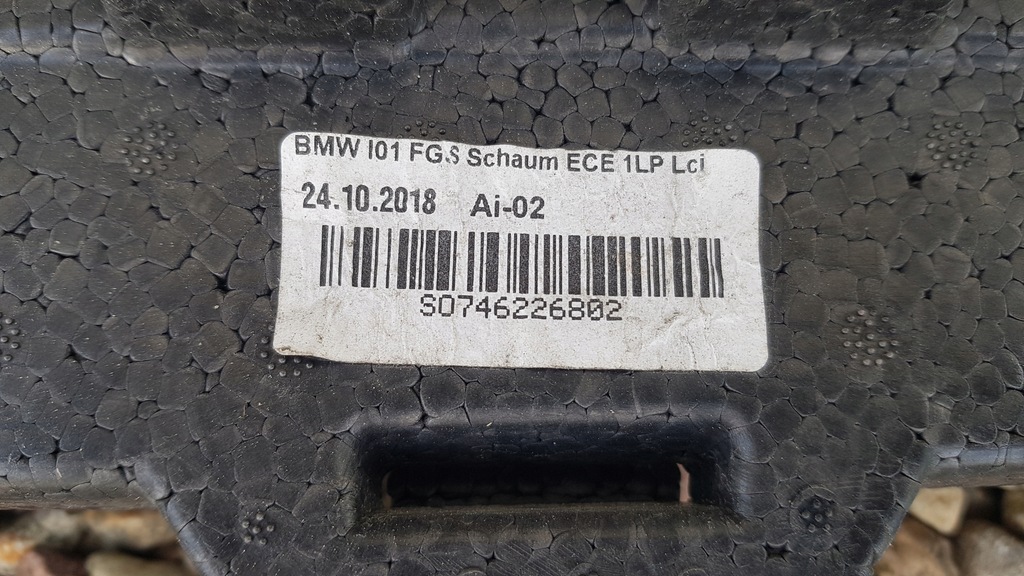 BMW I01 FGS Schaum ECE 1LP Lci
24.10.2018 Ai-02
S0746226802